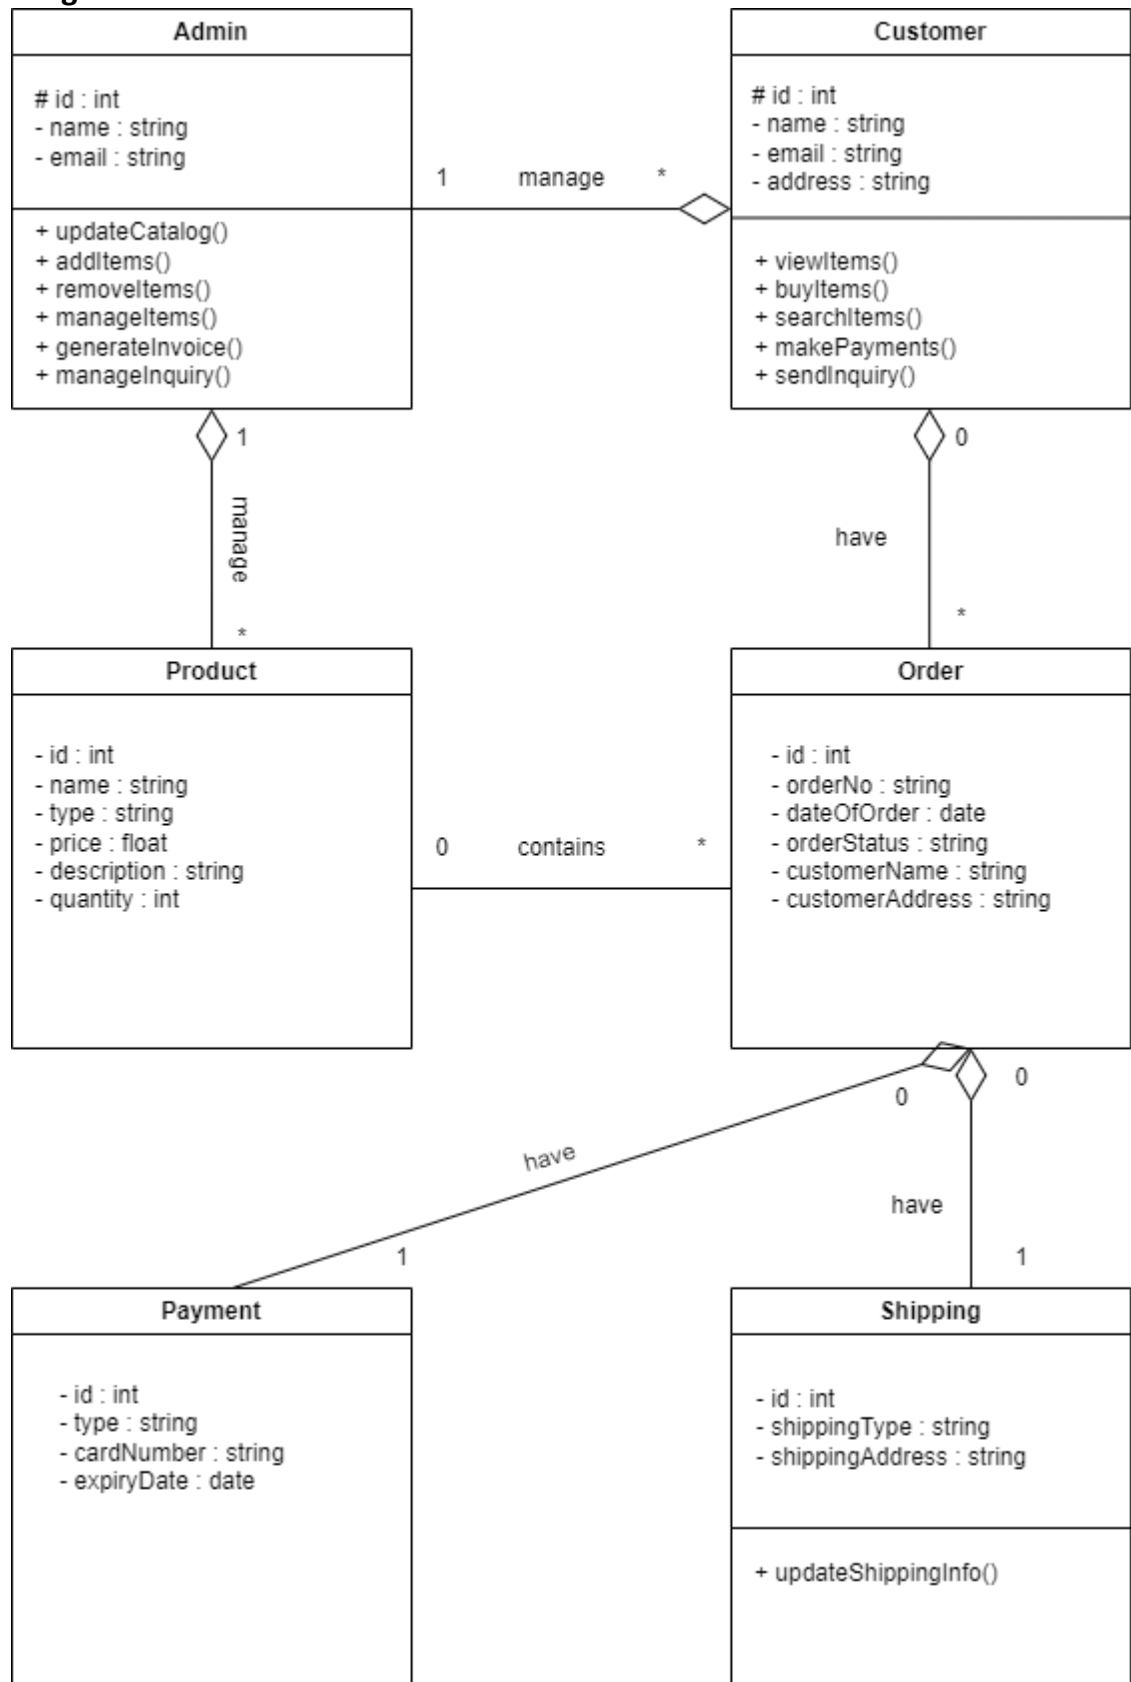 Admin
# id : int
- name : string
- email : string
+ updateCatalog()
+ addItems()
+ removeItems()
+ manageItems()
+ generateInvoice()
+ manageInquiry()
1 manage *
Customer
# id : int
- name : string
- email : string
- address : string
+ viewItems()
+ buyItems()
+ searchItems()
+ makePayments()
+ sendInquiry()
1
manage
*
0
have
*
Product
- id : int
- name : string
- type : string
- price : float
- description : string
- quantity : int
0 contains *
Order
- id : int
- orderNo : string
- dateOfOrder : date
- orderStatus : string
- customerName : string
- customerAddress : string
0
have
1
0
have
1
Payment
- id : int
- type : string
- cardNumber : string
- expiryDate : date
Shipping
- id : int
- shippingType : string
- shippingAddress : string
+ updateShippingInfo()